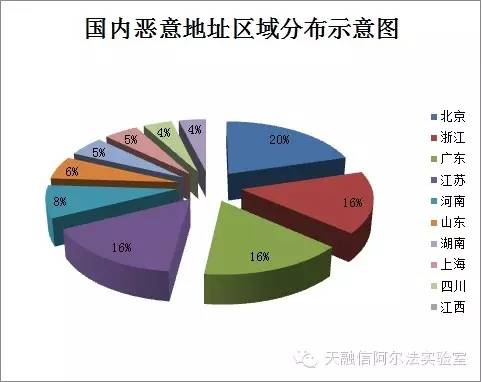 国内恶意地址区域分布示意图
20%
16%
16%
16%
8%
6%
5%
5%
4%
4%
北京
浙江
广东
江苏
河南
山东
湖南
上海
四川
江西
天融信阿尔法实验室